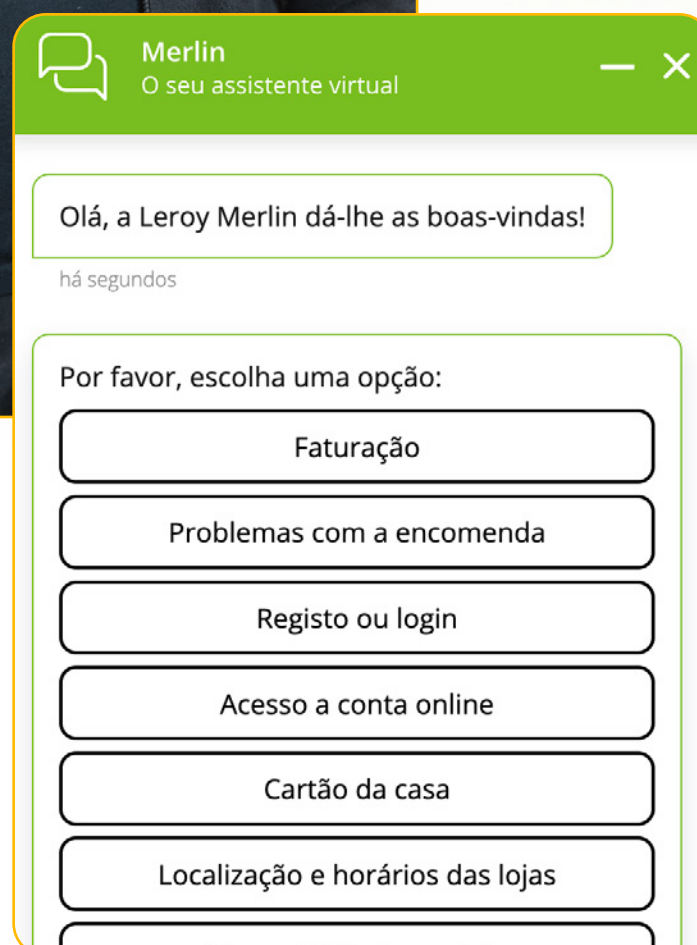 Merlin
O seu assistente virtual
Olá, a Leroy Merlin dá-lhe as boas-vindas!
há segundos
Por favor, escolha uma opção:
Faturação
Problemas com a encomenda
Registo ou login
Acesso a conta online
Cartão da casa
Localização e horários das lojas